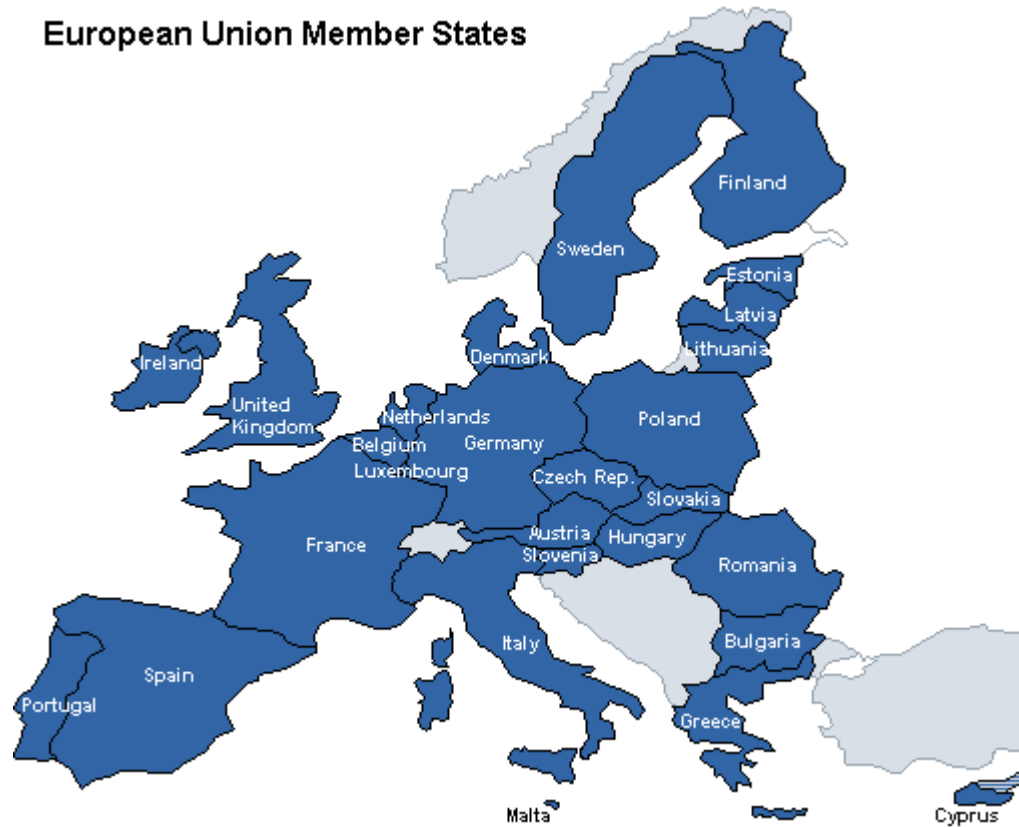 European Union Member States
Finland
Sweden
Estonia
Latvia
Lithuania
Denmark
Ireland
United
Kingdom
Netherlands
Belgium
Germany
Luxembourg
Poland
Czech Rep.
Slovakia
France
Austria
Hungary
Slovenia
Romania
Italy
Bulgaria
Spain
Portugal
Greece
Malta
Cyprus